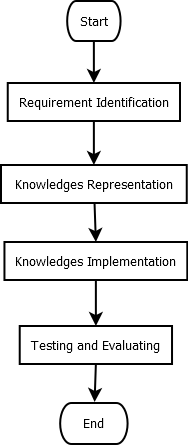 Start
Requirement Identification
Knowledges Representation
Knowledges Implementation
Testing and Evaluating
End